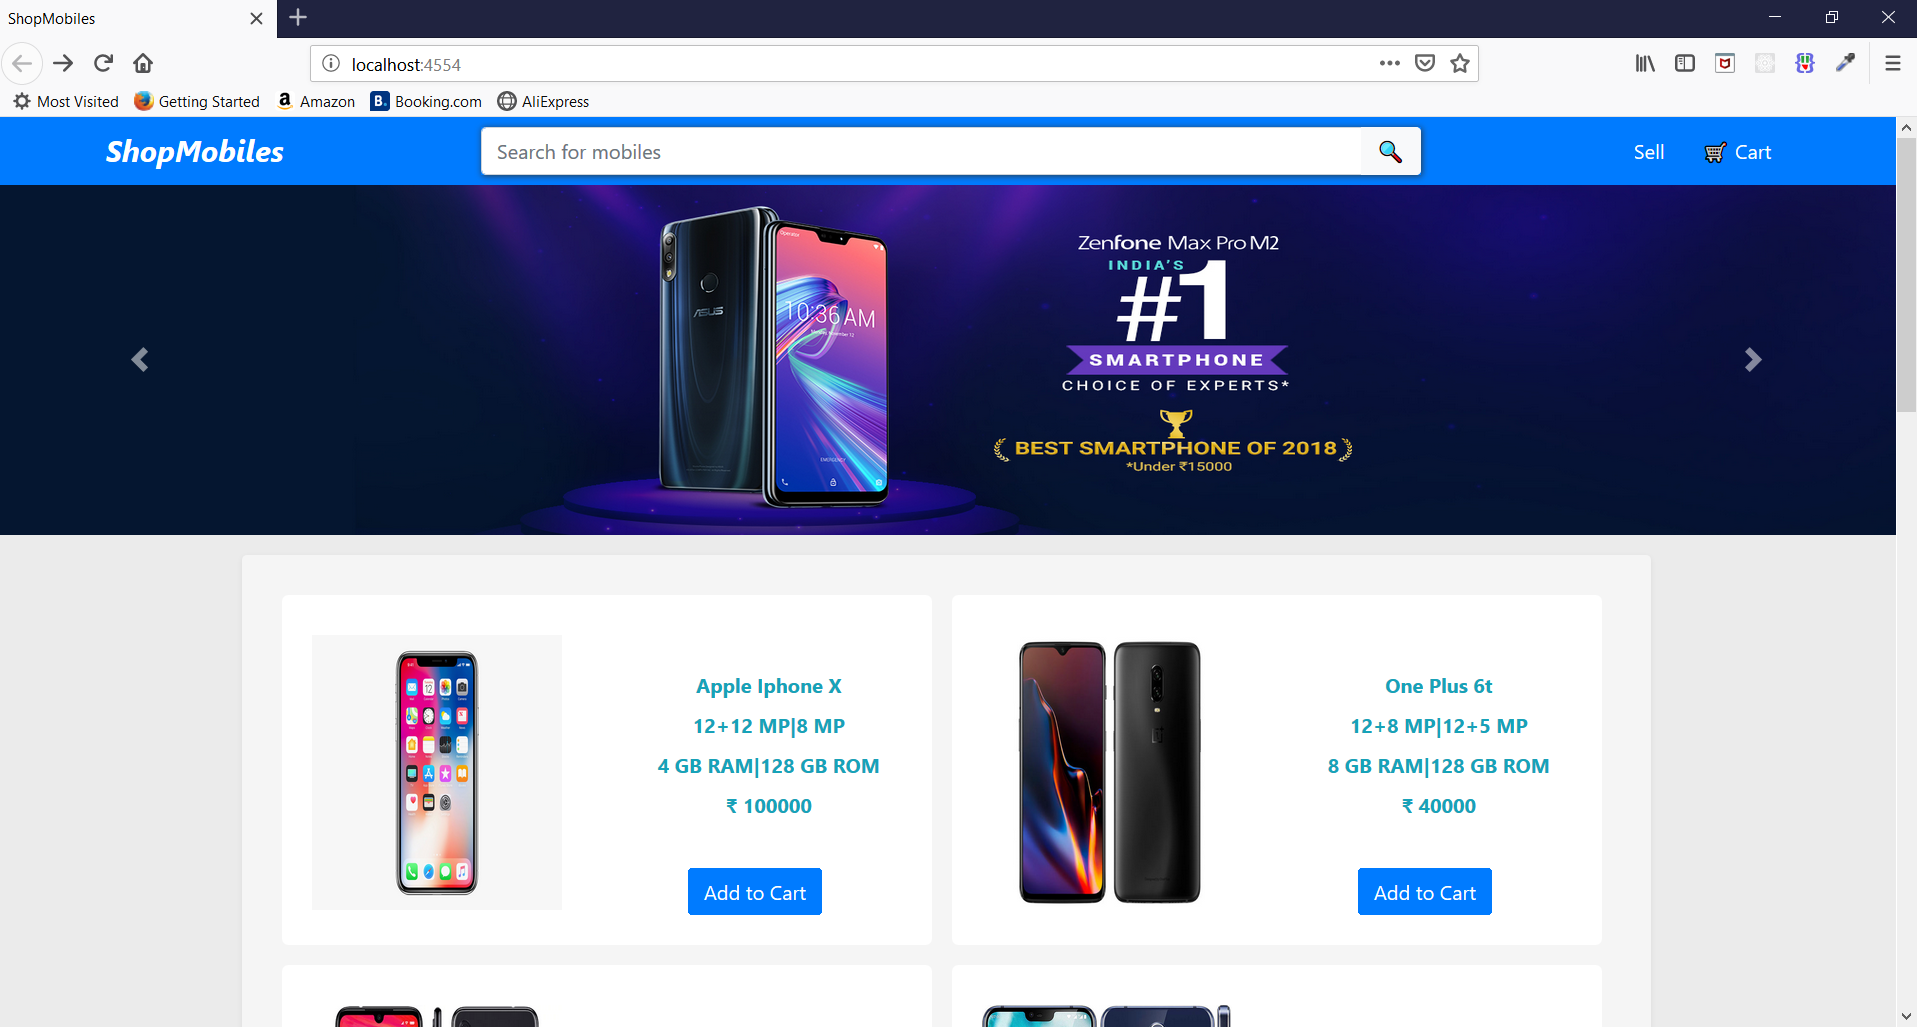 ShopMobiles
localhost:4554
Most Visited Getting Started Amazon Booking.com AliExpress
ShopMobiles
Search for mobiles
Sell
Cart
Operator
ASUS
10:36 AM
EMERGENCY
Zenfone Max Pro M2
INDIA'S
#1
SMARTPHONE
CHOICE OF EXPERTS*
BEST SMARTPHONE OF 2018
*Under ₹15000
Apple Iphone X
12+12 MP|8 MP
4 GB RAM|128 GB ROM
₹ 100000
Add to Cart
One Plus 6t
12+8 MP|12+5 MP
8 GB RAM|128 GB ROM
₹ 40000
Add to Cart